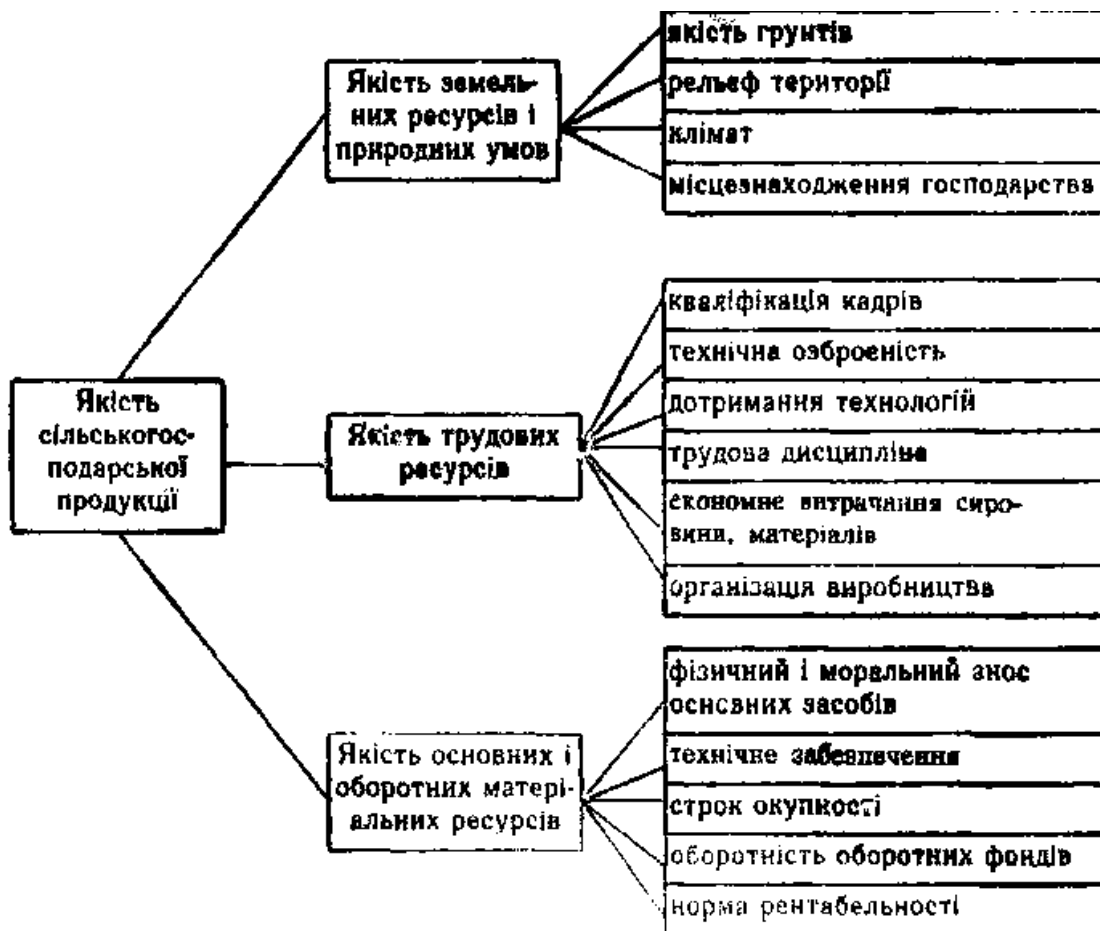 якість грунтів
рельєф території
клімат
місцезнаходження господарства
Якість земель-
них ресурсів і
природних умов
кваліфікація кадрів
технічна озброєність
дотримання технологій
трудова дисципліна
економне витрачання сиро-
вини, матеріалів
організація виробництва
Якість трудових
ресурсів
Якість
сільськогос-
подарської
продукції
фізичний і моральний знос
основних засобів
технічне забезпечення
строк окупності
оборотність оборотних фондів
норма рентабельності
Якість основних і
оборотних матері-
альних ресурсів